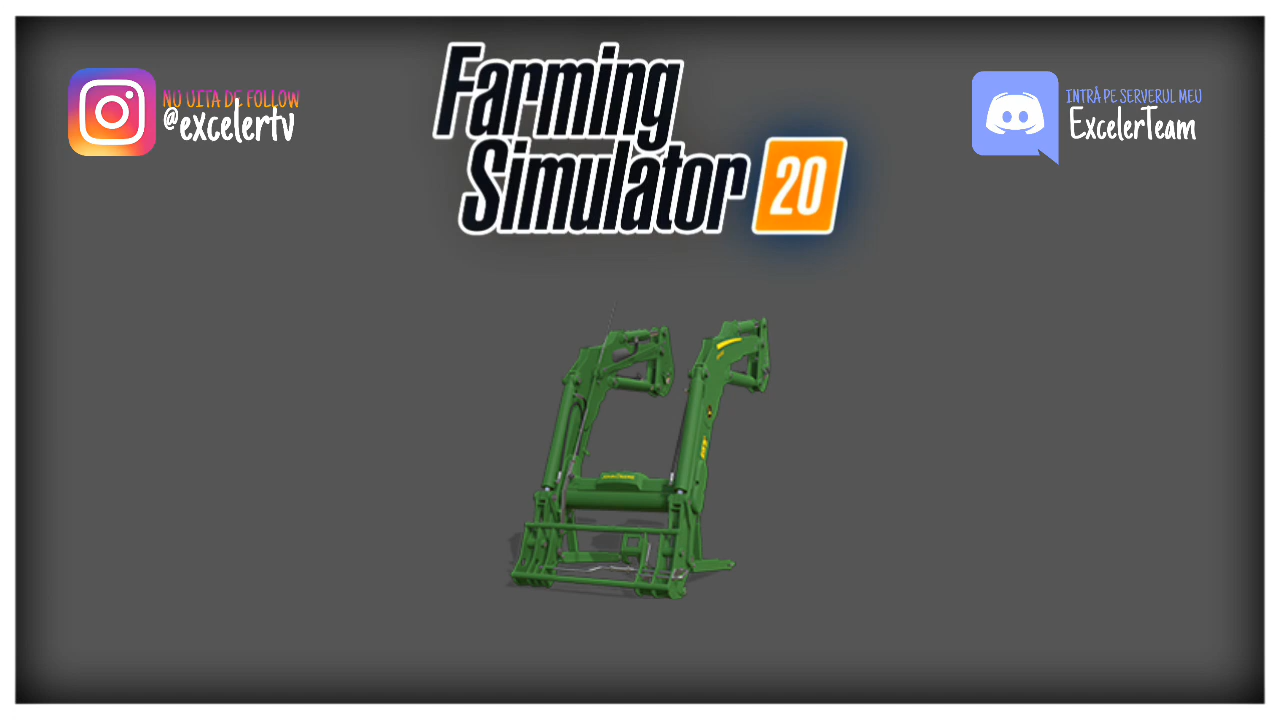 Farming
Simulator 20
NU UITA DE FOLLOW
@excelertv
INTRĂ PE SERVERUL MEU
ExcelerTeam